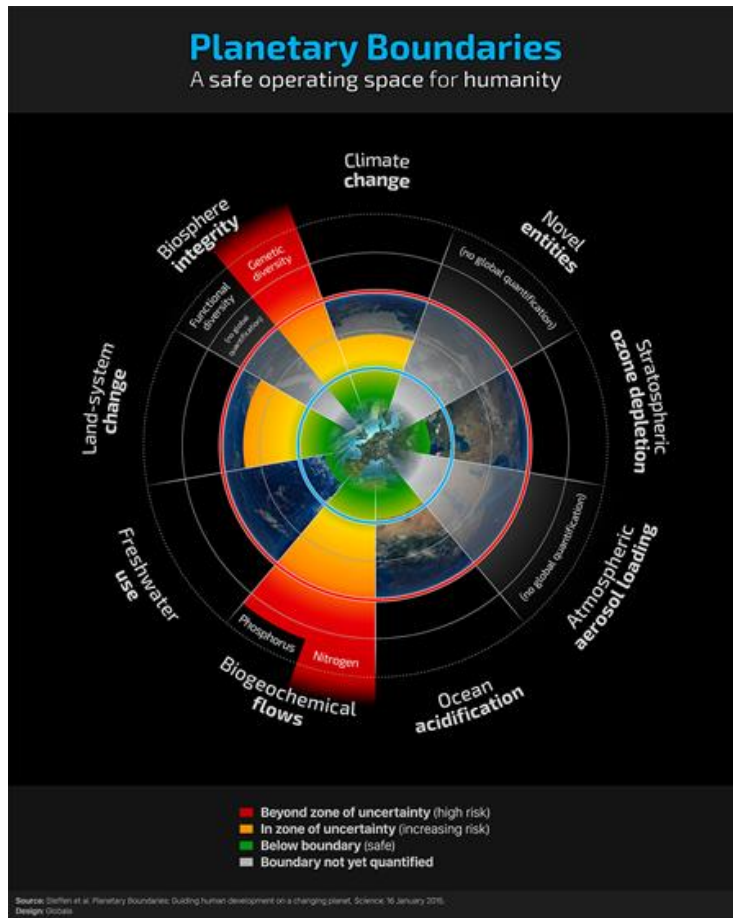 Planetary Boundaries
A safe operating space for humanity
Climate
change
Novel
entities
(no global quantification)
Stratospheric
ozone depletion
Atmospheric
aerosol loading
(no global quantification)
Ocean
acidification
Biogeochemical
flows
Phosphorus
Nitrogen
Freshwater
use
Land-system
change
Biosphere
integrity
Functional
diversity
(no global
quantification)
Genetic
diversity
Beyond zone of uncertainty (high risk)
In zone of uncertainty (increasing risk)
Below boundary (safe)
Boundary not yet quantified
Source: Steffen et al. Planetary Boundaries: Guiding human development on a changing planet, Science, 16 January 2015.
Design: Globaïa